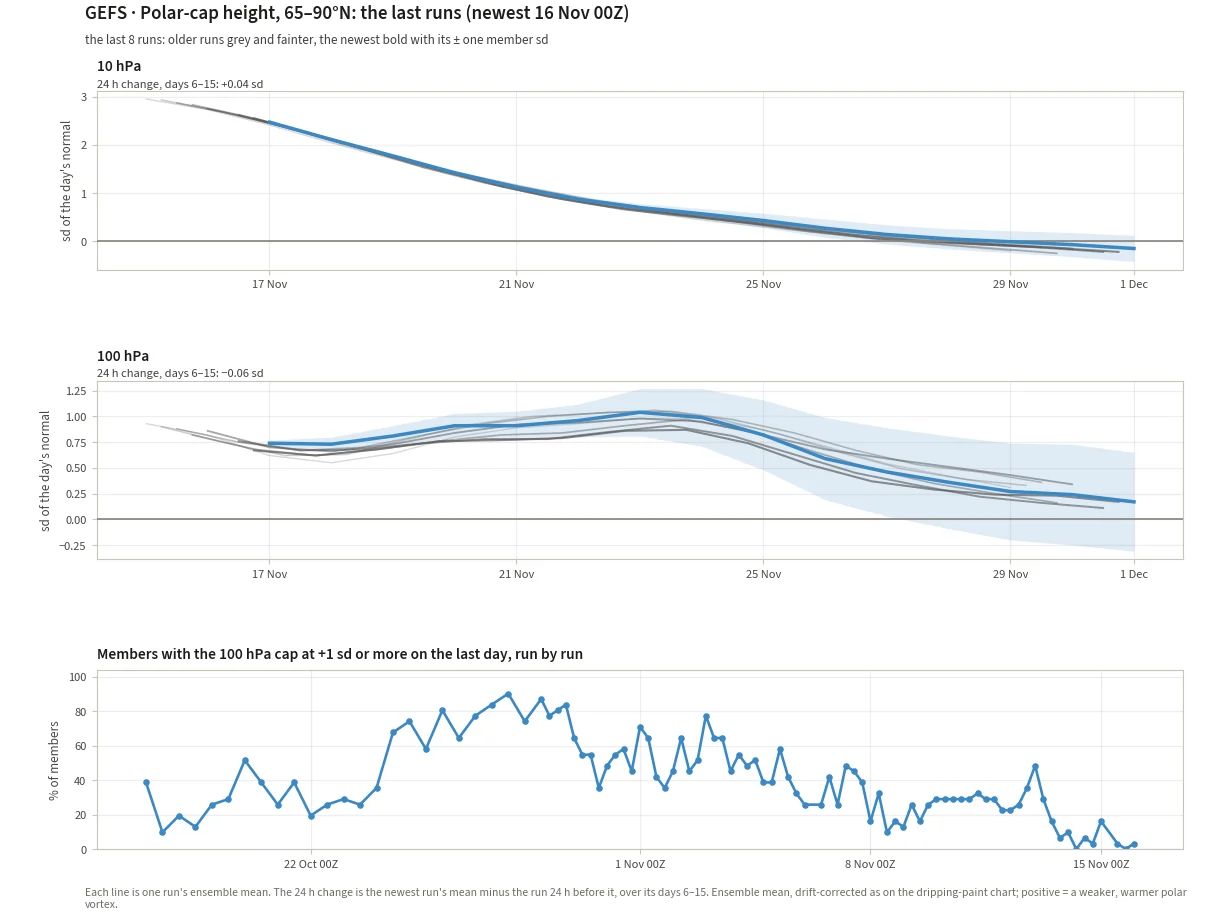 GEFS · Polar-cap height, 65–90°N: the last runs (newest 16 Nov 00Z)
the last 8 runs: older runs grey and fainter, the newest bold with its ± one member sd
10 hPa
24 h change, days 6–15: +0.04 sd
3
2
1
0
sd of the day's normal
17 Nov
21 Nov
25 Nov
29 Nov
1 Dec
100 hPa
24 h change, days 6–15: −0.06 sd
1.25
1.00
0.75
0.50
0.25
0.00
−0.25
sd of the day's normal
17 Nov
21 Nov
25 Nov
29 Nov
1 Dec
Members with the 100 hPa cap at +1 sd or more on the last day, run by run
100
80
60
40
20
0
% of members
22 Oct 00Z
1 Nov 00Z
8 Nov 00Z
15 Nov 00Z
Each line is one run's ensemble mean. The 24 h change is the newest run's mean minus the run 24 h before it, over its days 6–15. Ensemble mean, drift-corrected as on the dripping-paint chart; positive = a weaker, warmer polar
vortex.